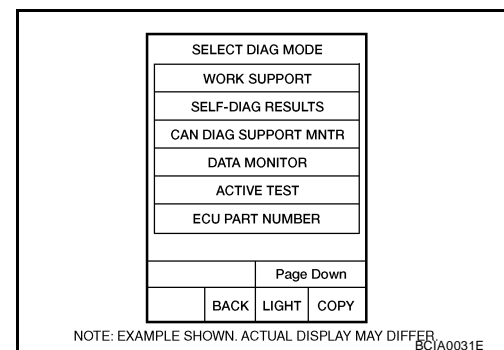 SELECT DIAG MODE
WORK SUPPORT
SELF-DIAG RESULTS
CAN DIAG SUPPORT MNTR
DATA MONITOR
ACTIVE TEST
ECU PART NUMBER
Page Down
BACK LIGHT COPY
NOTE: EXAMPLE SHOWN. ACTUAL DISPLAY MAY DIFFER.
BCIA0031E